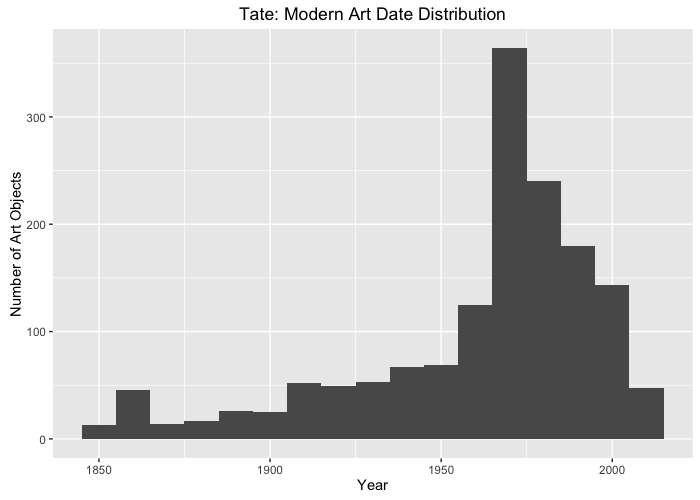 Tate: Modern Art Date Distribution
Number of Art Objects
300
200
100
0
1850 1900 1950 2000
Year